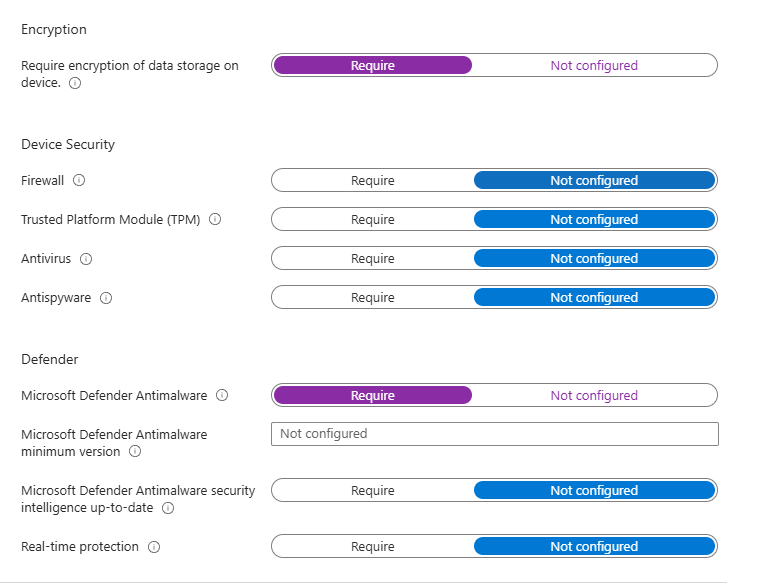 Encryption
Require encryption of data storage on
device.
Require
Not configured
Device Security
Firewall
Require
Not configured
Trusted Platform Module (TPM)
Require
Not configured
Antivirus
Require
Not configured
Antispyware
Require
Not configured
Defender
Microsoft Defender Antimalware
Require
Not configured
Microsoft Defender Antimalware
minimum version
Not configured
Microsoft Defender Antimalware security
intelligence up-to-date
Require
Not configured
Real-time protection
Require
Not configured